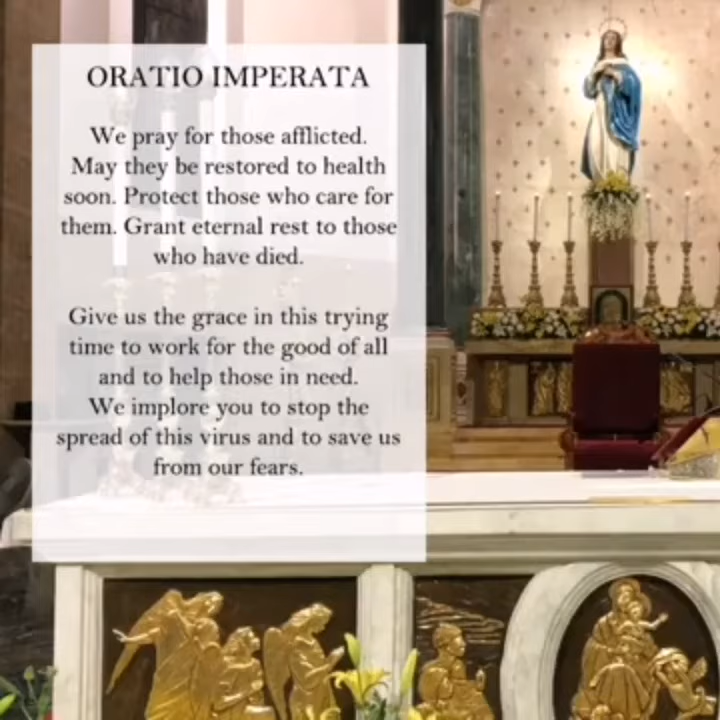 ORATIO IMPERATA
We pray for those afflicted.
May they be restored to health
soon. Protect those who care for
them. Grant eternal rest to those
who have died.
Give us the grace in this trying
time to work for the good of all
and to help those in need.
We implore you to stop the
spread of this virus and to save us
from our fears.